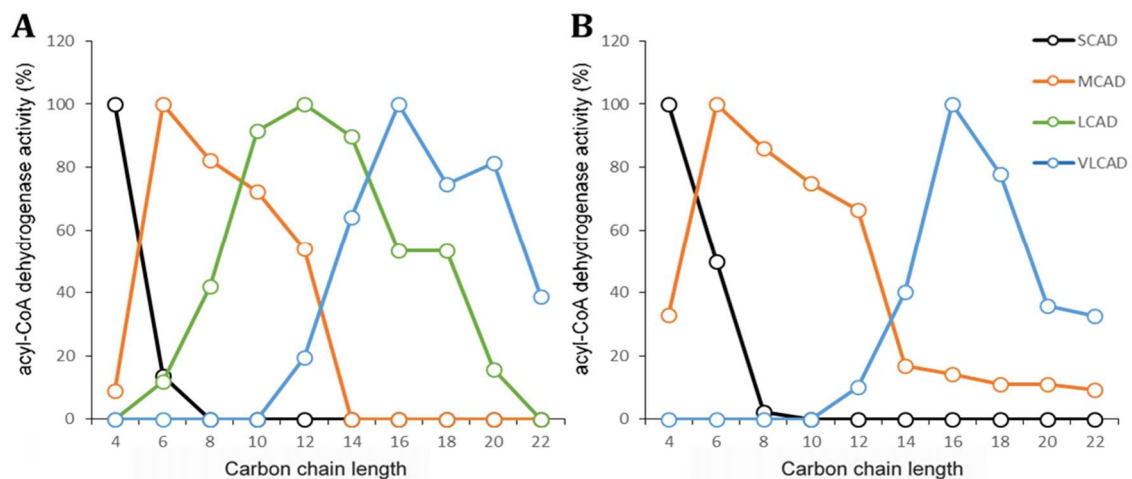 A
acyl-CoA dehydrogenase activity (%)
120
100
80
60
40
20
0
4 6 8 10 12 14 16 18 20 22
Carbon chain length
B
acyl-CoA dehydrogenase activity (%)
120
100
80
60
40
20
0
4 6 8 10 12 14 16 18 20 22
Carbon chain length
SCAD
MCAD
LCAD
VLCAD